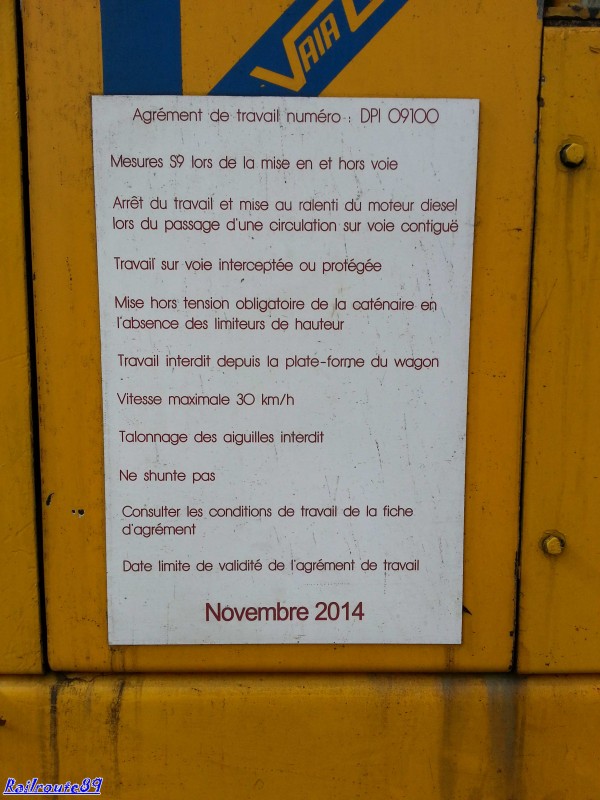 VAIA
Agrément de travail numéro : DPI 09100
Mesures S9 lors de la mise en et hors voie
Arrêt du travail et mise au ralenti du moteur diesel
lors du passage d'une circulation sur voie contiguë
Travail sur voie interceptée ou protégée
Mise hors tension obligatoire de la caténaire en
l'absence des limiteurs de hauteur
Travail interdit depuis la plate-forme du wagon
Vitesse maximale 30 km/h
Talonnage des aiguilles interdit
Ne shunte pas
Consulter les conditions de travail de la fiche
d'agrément
Date limite de validité de l'agrément de travail
Novembre 2014
Railroute89